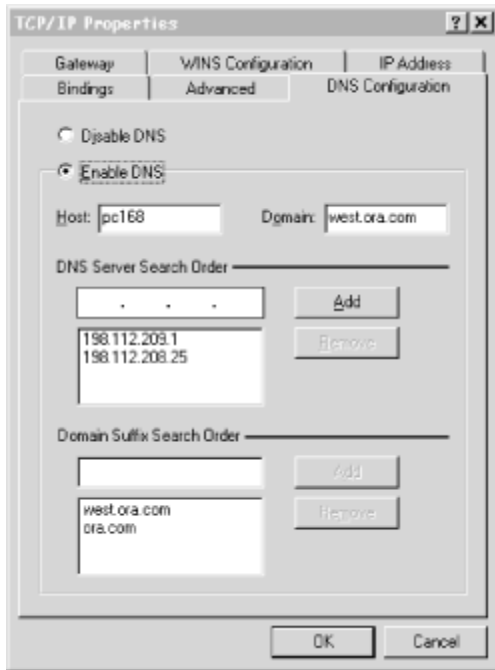 TCP/IP Properties ? X
Gateway WINS Configuration IP Address
Bindings Advanced DNS Configuration
Disable DNS
Enable DNS
Host: pc168 Domain: west.ora.com
DNS Server Search Order
. . . Add
198.112.209.1 Remove
198.112.208.25
Domain Suffix Search Order
Add
west.ora.com Remove
ora.com
OK Cancel